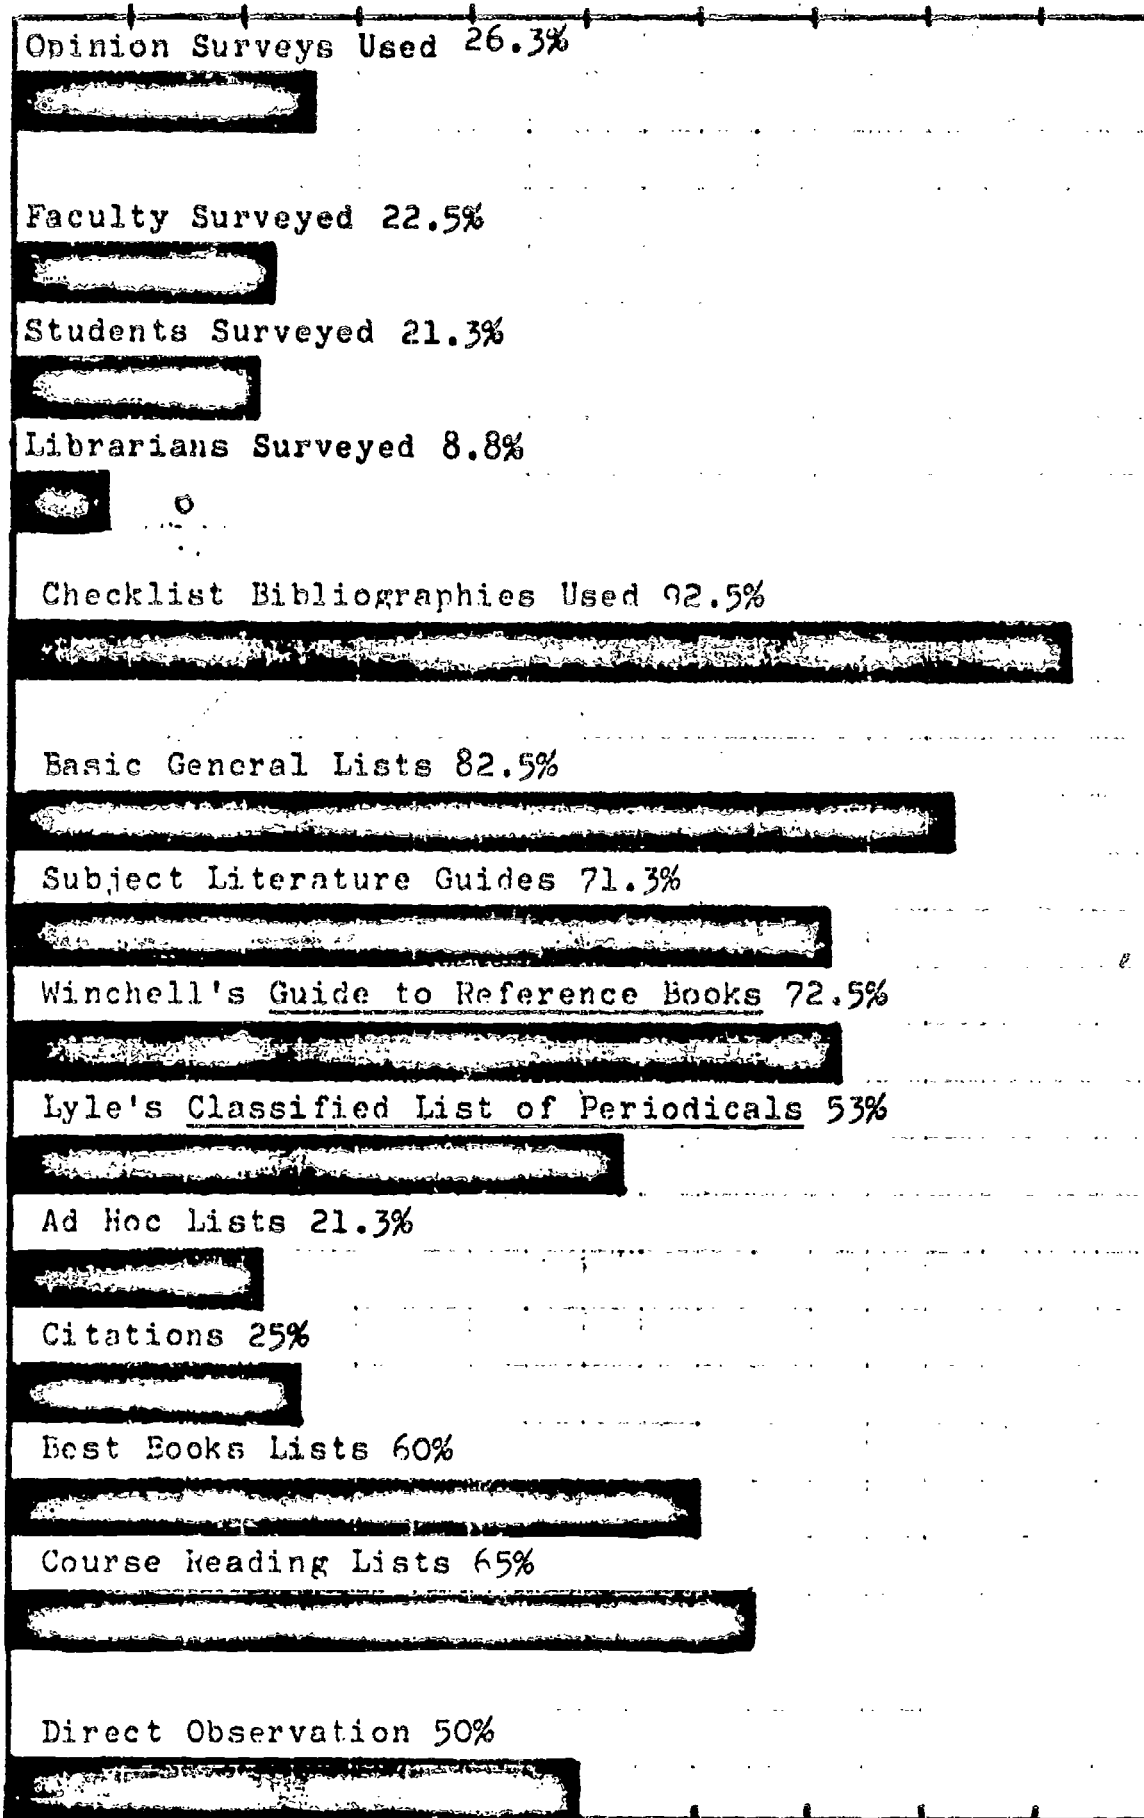 Opinion Surveys Used 26.3%
Faculty Surveyed 22.5%
Students Surveyed 21.3%
Librarians Surveyed 8.8%
Checklist Bibliographies Used 92.5%
Basic General Lists 82.5%
Subject Literature Guides 71.3%
Winchell's Guide to Reference Books 72.5%
Lyle's Classified List of Periodicals 53%
Ad Hoc Lists 21.3%
Citations 25%
Best Books Lists 60%
Course Reading Lists 65%
Direct Observation 50%